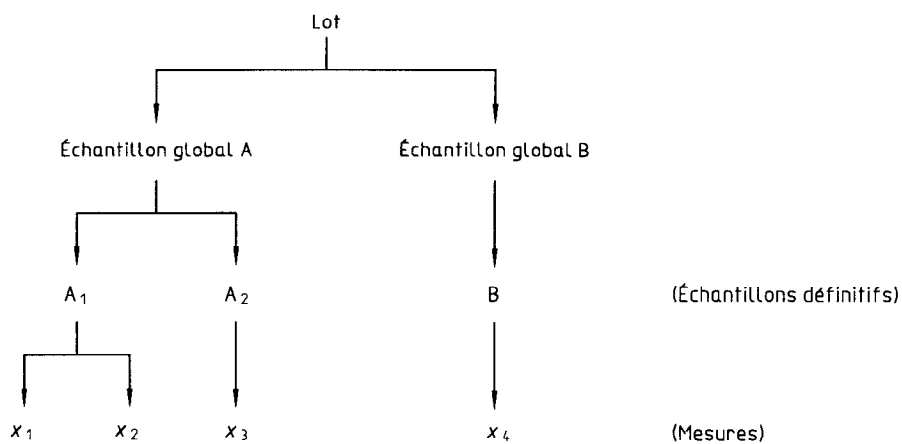 Lot
Échantillon global A Échantillon global B
A₁ A₂ B (Échantillons définitifs)
x₁ x₂ x₃ x₄ (Mesures)